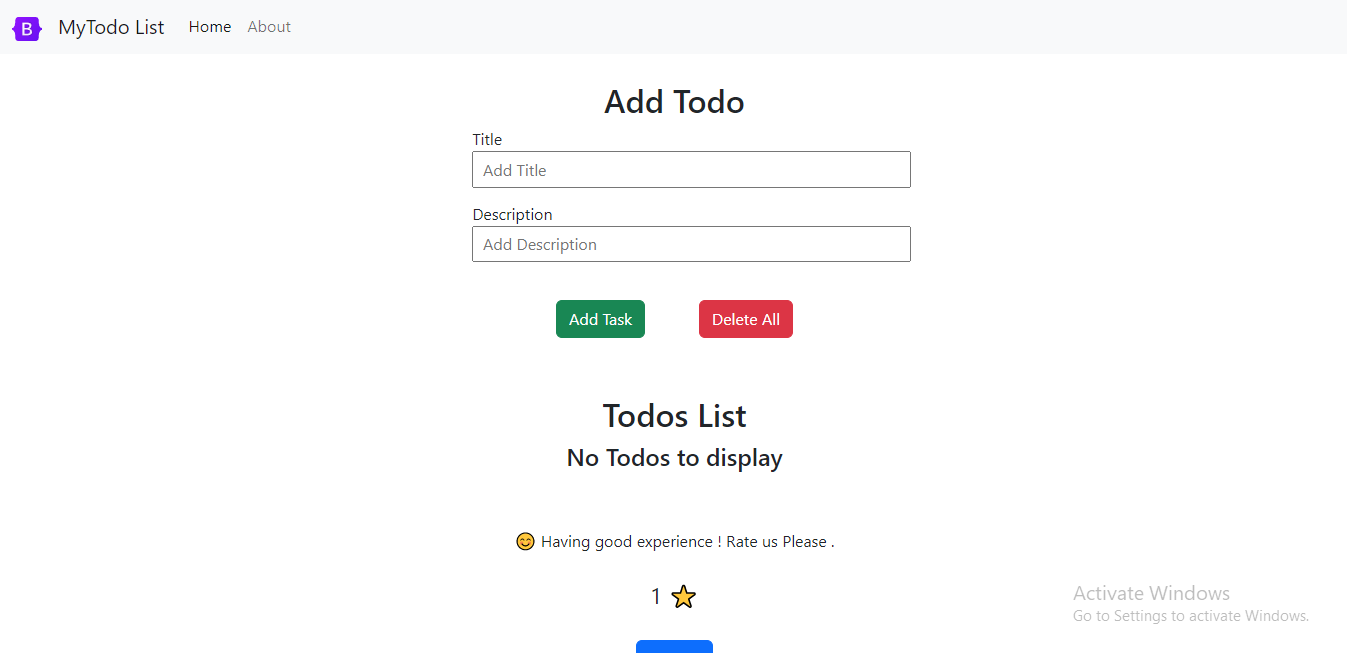 B MyTodo List Home About
Add Todo
Title
Add Title
Description
Add Description
Add Task Delete All
Todos List
No Todos to display
😊 Having good experience ! Rate us Please .
1 ⭐
Activate Windows
Go to Settings to activate Windows.